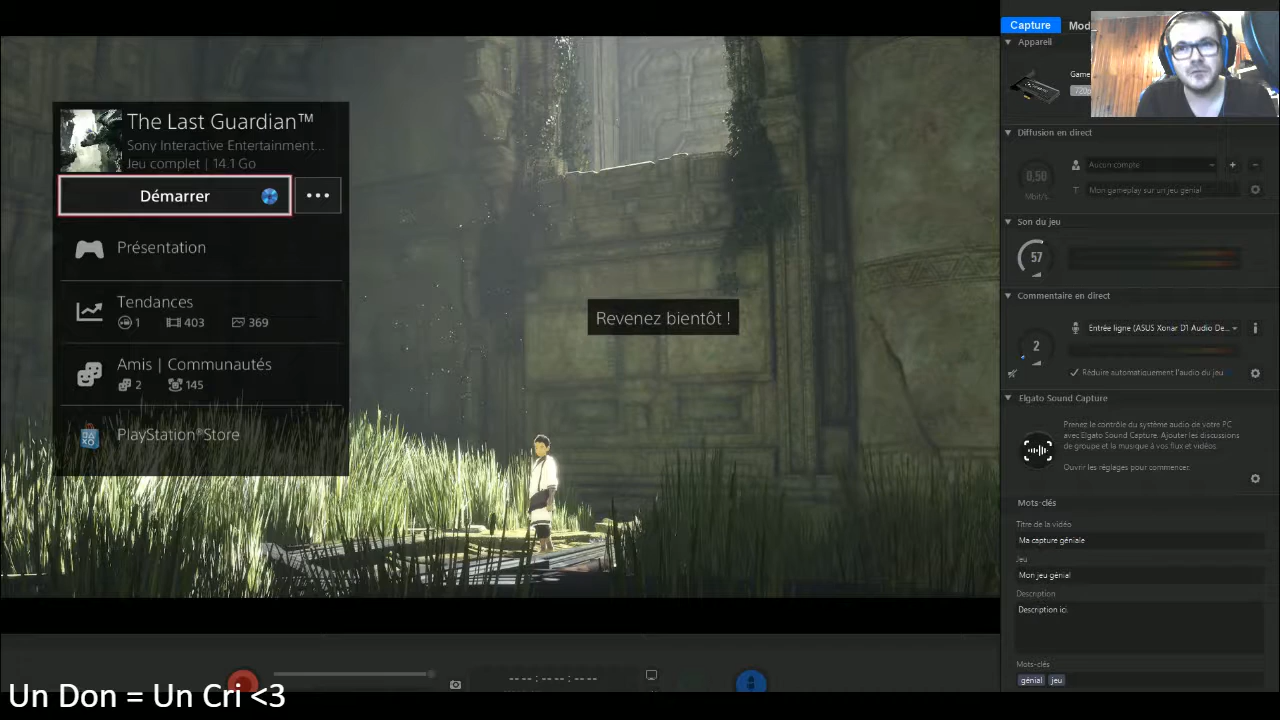 The Last Guardian™
Sony Interactive Entertainment...
Jeu complet | 14.1 Go
Démarrer
Présentation
Tendances
1 403 369
Amis | Communautés
2 145
PlayStation®Store
Revenez bientôt !
Un Don = Un Cri <3
Capture Mod
Appareil
Game
720p
Diffusion en direct
0,50
Mbit/s
Aucun compte
Mon gameplay sur un jeu génial
Son du jeu
57
Commentaire en direct
2
Entrée ligne (ASUS Xonar D1 Audio De...
Réduire automatiquement l'audio du jeu
Elgato Sound Capture
Prenez le contrôle du système audio de votre PC
avec Elgato Sound Capture. Ajouter les discussions
de groupe et la musique à vos flux et vidéos.
Ouvrir les réglages pour commencer.
Mots-clés
Titre de la vidéo
Ma capture géniale
Jeu
Mon jeu génial
Description
Description ici.
Mots-clés
génial jeu